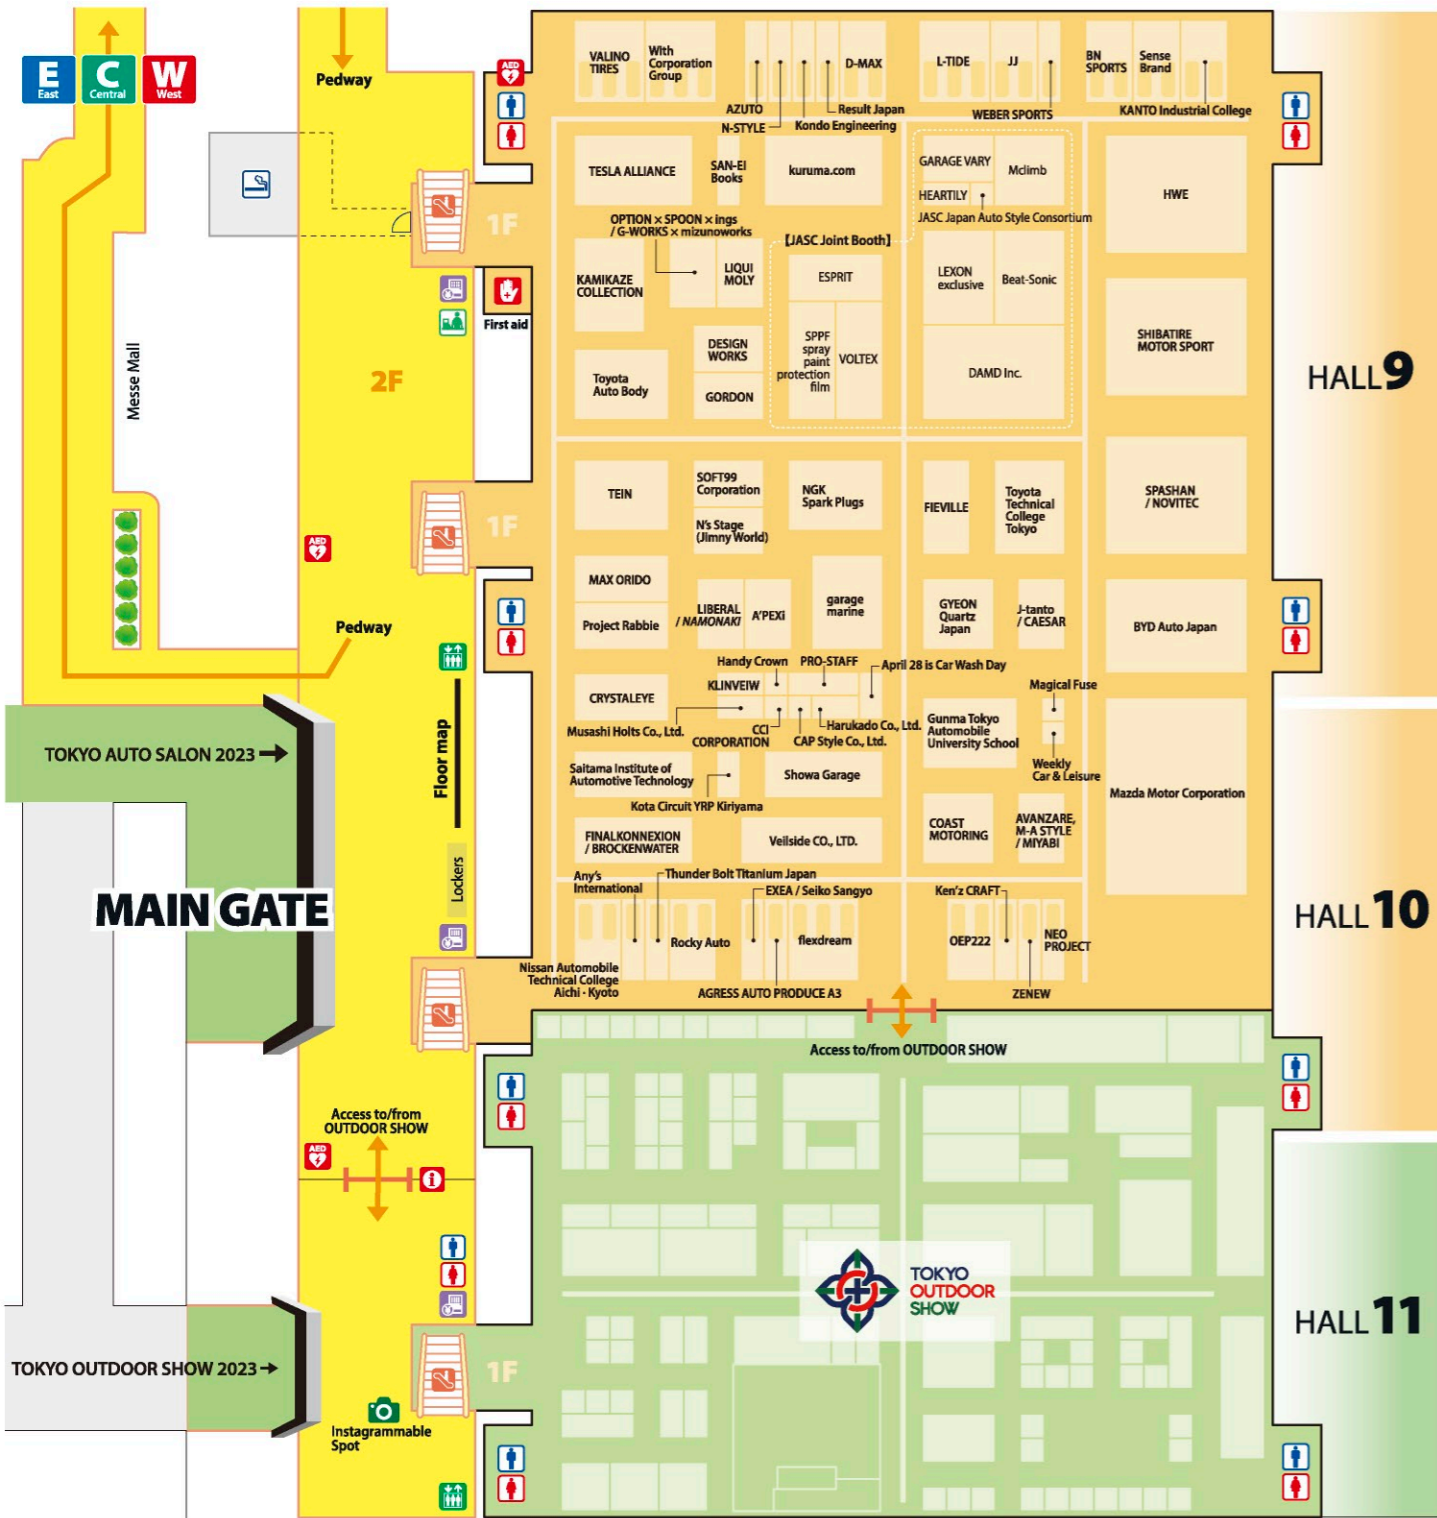 E
East
C
Central
W
West
Pedway
AED
VALINO
TIRES
With
Corporation
Group
D-MAX
AZUTO
Result Japan
N-STYLE
Kondo Engineering
L-TIDE
JJ
WEBER SPORTS
BN
SPORTS
Sense
Brand
KANTO Industrial College
TESLA ALLIANCE
SAN-EI
Books
kuruma.com
GARAGE VARY
Mclimb
HEARTILY
JASC Japan Auto Style Consortium
HWE
1F
OPTION × SPOON × ings
/ G-WORKS × mizunoworks
【JASC Joint Booth】
KAMIKAZE
COLLECTION
LIQUI
MOLY
ESPRIT
LEXON
exclusive
Beat-Sonic
First aid
SHIBATIRE
MOTOR SPORT
DESIGN
WORKS
SPPF
spray
paint
protection
film
VOLTEX
DAMD Inc.
Toyota
Auto Body
GORDON
Messe Mall
2F
HALL 9
TEIN
SOFT99
Corporation
NGK
Spark Plugs
FIEVILLE
Toyota
Technical
College
Tokyo
SPASHAN
/ NOVITEC
1F
N's Stage
(Jimny World)
AED
MAX ORIDO
Project Rabbie
LIBERAL
/ NAMONAKI
A'PEXi
garage
marine
GYEON
Quartz
Japan
J-tanto
/ CAESAR
BYD Auto Japan
Pedway
Handy Crown
PRO-STAFF
April 28 is Car Wash Day
KLINVEIW
CRYSTALEYE
Magical Fuse
Musashi Holts Co., Ltd.
CCI
CORPORATION
Harukado Co., Ltd.
CAP Style Co., Ltd.
Gunma Tokyo
Automobile
University School
Weekly
Car & Leisure
TOKYO AUTO SALON 2023
Floor map
Saitama Institute of
Automotive Technology
Showa Garage
Kota Circuit YRP Kiriyama
Mazda Motor Corporation
FINALKONNEXION
/ BROCKENWATER
Veilside CO., LTD.
COAST
MOTORING
AVANZARE,
M-A STYLE
/ MIYABI
MAIN GATE
Lockers
HALL 10
Any's
International
Thunder Bolt Titanium Japan
EXEA / Seiko Sangyo
Ken'z CRAFT
Rocky Auto
flexdream
OEP222
NEO
PROJECT
Nissan Automobile
Technical College
Aichi · Kyoto
AGRESS AUTO PRODUCE A3
ZENEW
Access to/from OUTDOOR SHOW
Access to/from
OUTDOOR SHOW
AED
i
TOKYO
OUTDOOR
SHOW
HALL 11
TOKYO OUTDOOR SHOW 2023
1F
Instagrammable
Spot